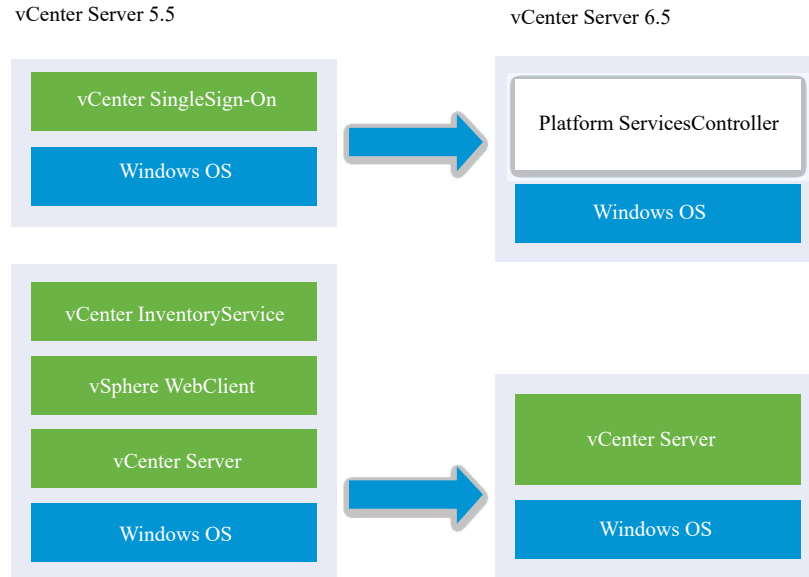 vCenter Server 5.5
vCenter Server 6.5
vCenter SingleSign-On
Windows OS
Platform ServicesController
Windows OS
vCenter InventoryService
vSphere WebClient
vCenter Server
Windows OS
vCenter Server
Windows OS